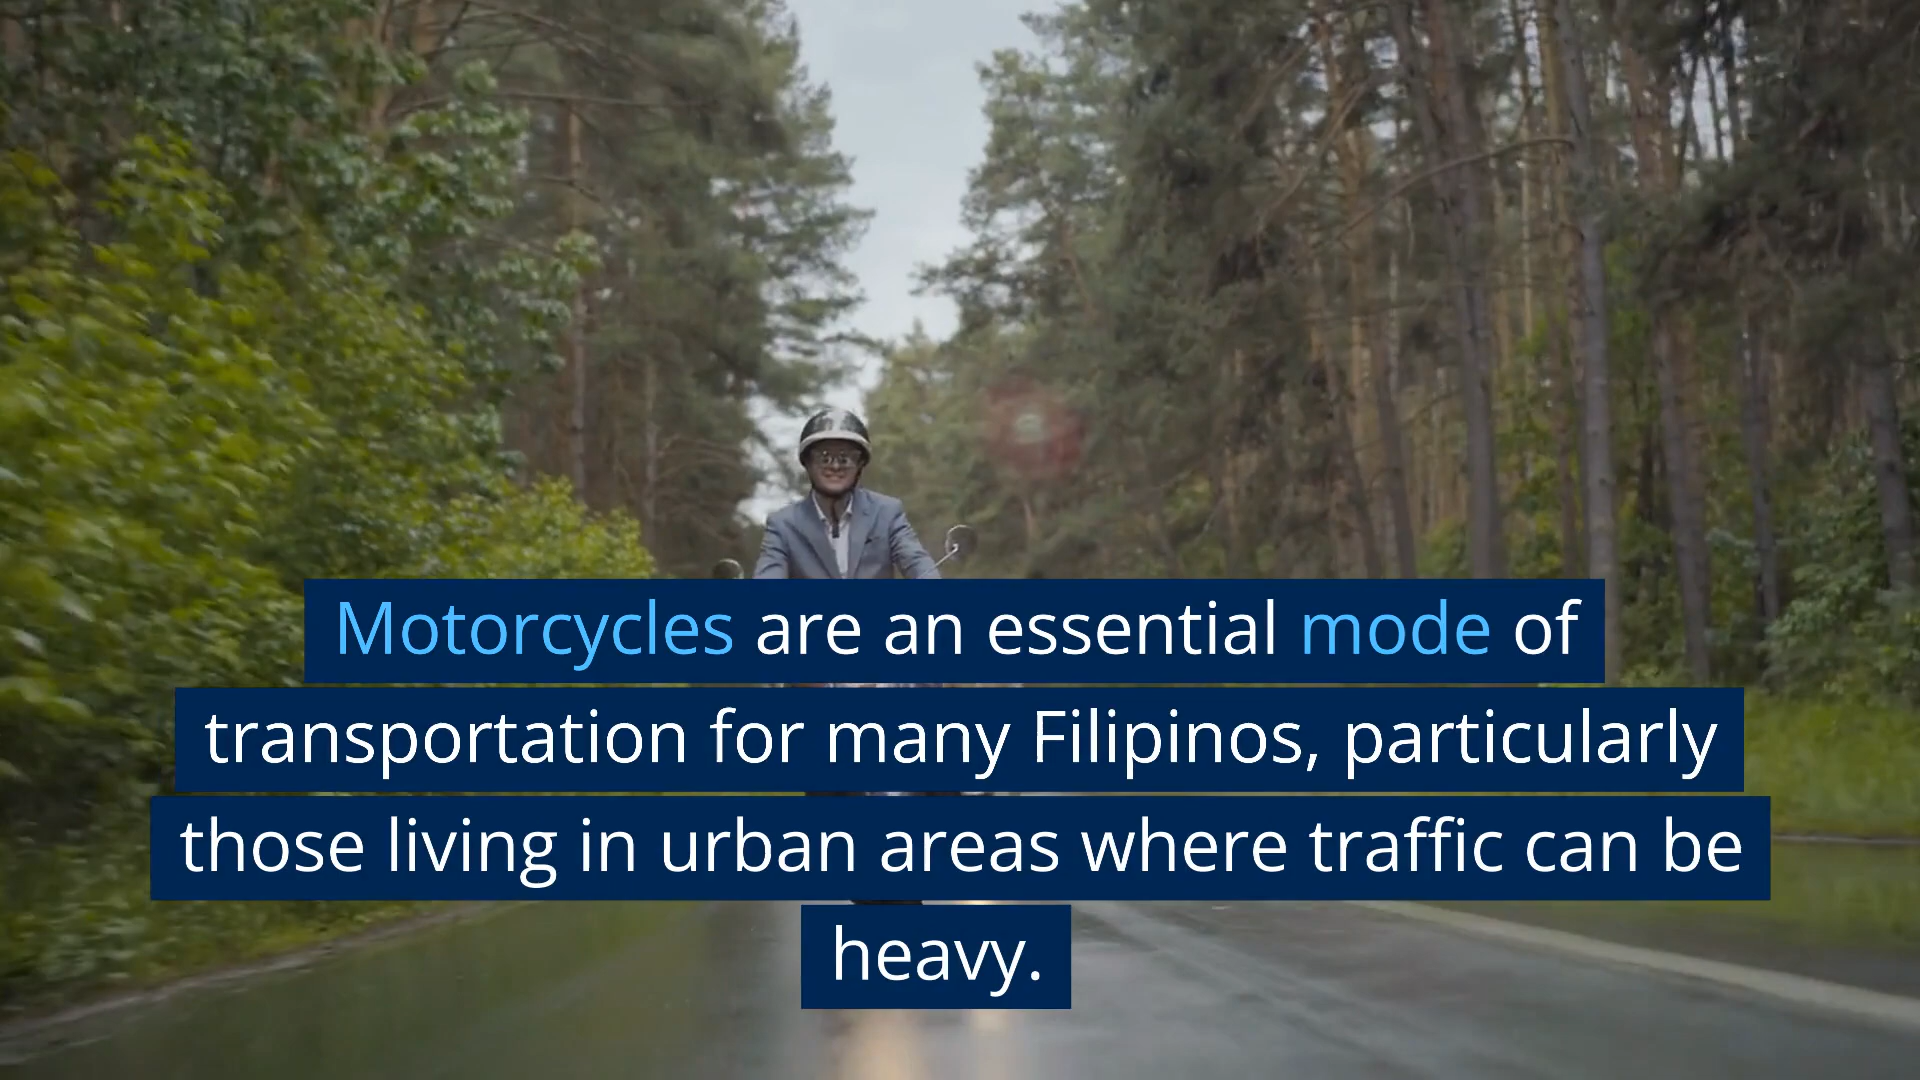 Motorcycles are an essential mode of
transportation for many Filipinos, particularly
those living in urban areas where traffic can be
heavy.